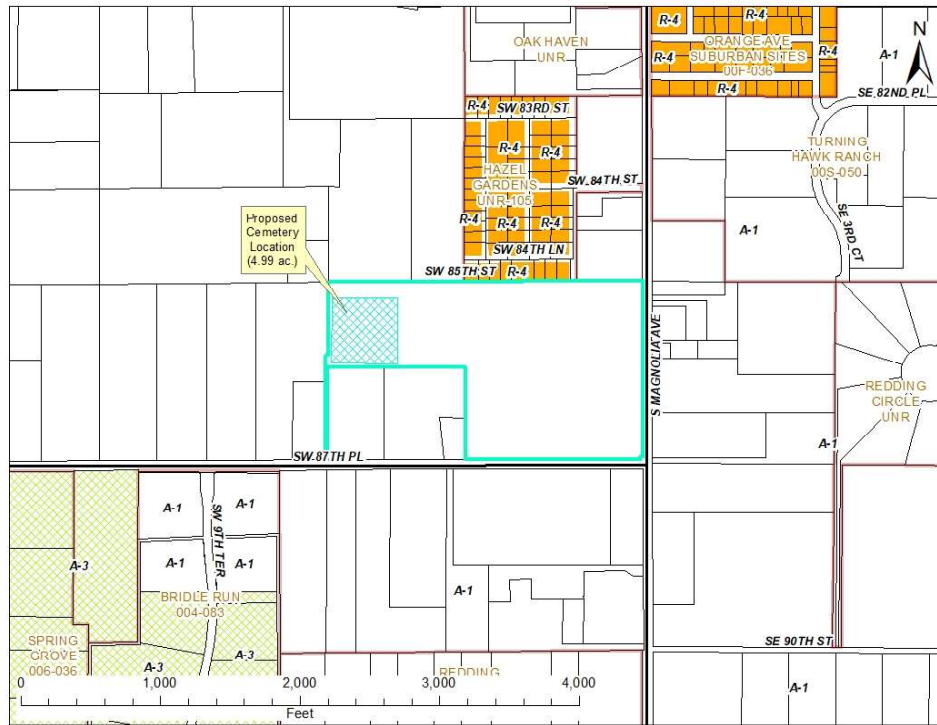 R-4
OAK HAVEN
UNR
R-4
ORANGE AVE
SUBURBAN SITES
00F-036
R-4
R-4
R-4
A-1
N
SE 82ND PL
R-4
SW 83RD ST
R-4
R-4
HAZEL
GARDENS
UNR-105
SW 84TH ST
TURNING
HAWK RANCH
00S-050
SE 3RD CT
A-1
R-4
R-4
R-4
SW 84TH LN
SW 85TH ST
R-4
Proposed
Cemetery
Location
(4.99 ac.)
S MAGNOLIA AVE
REDDING
CIRCLE
UNR
A-1
SW 87TH PL
A-1
A-1
SW 9TH TER
A-1
A-1
A-3
BRIDLE RUN
004-083
A-1
SPRING
GROVE
006-036
A-3
A-3
REDDING
SE 90TH ST
A-1
0
1,000
2,000
3,000
4,000
Feet